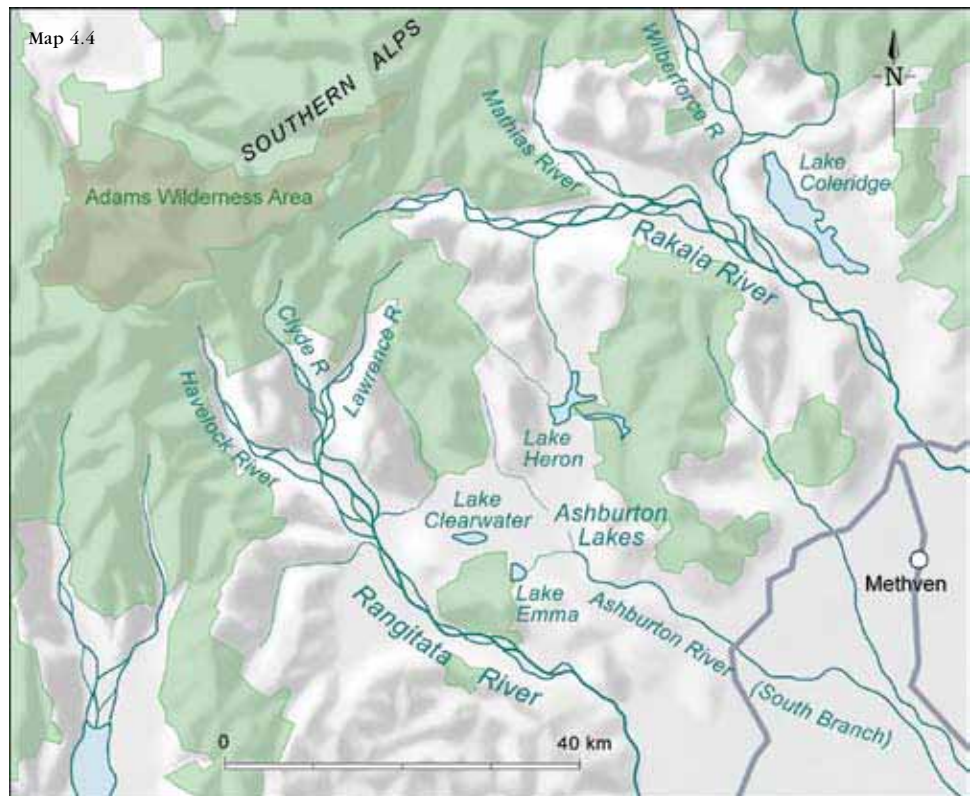 Map 4.4
SOUTHERN ALPS
Wilberforce R
N
Mathias River
Lake
Coleridge
Adams Wilderness Area
Rakaia River
Clyde R
Lawrence R
Havelock River
Lake
Heron
Lake
Clearwater
Ashburton
Lakes
Methven
Lake
Emma
Ashburton River (South Branch)
Rangitata River
0 40 km